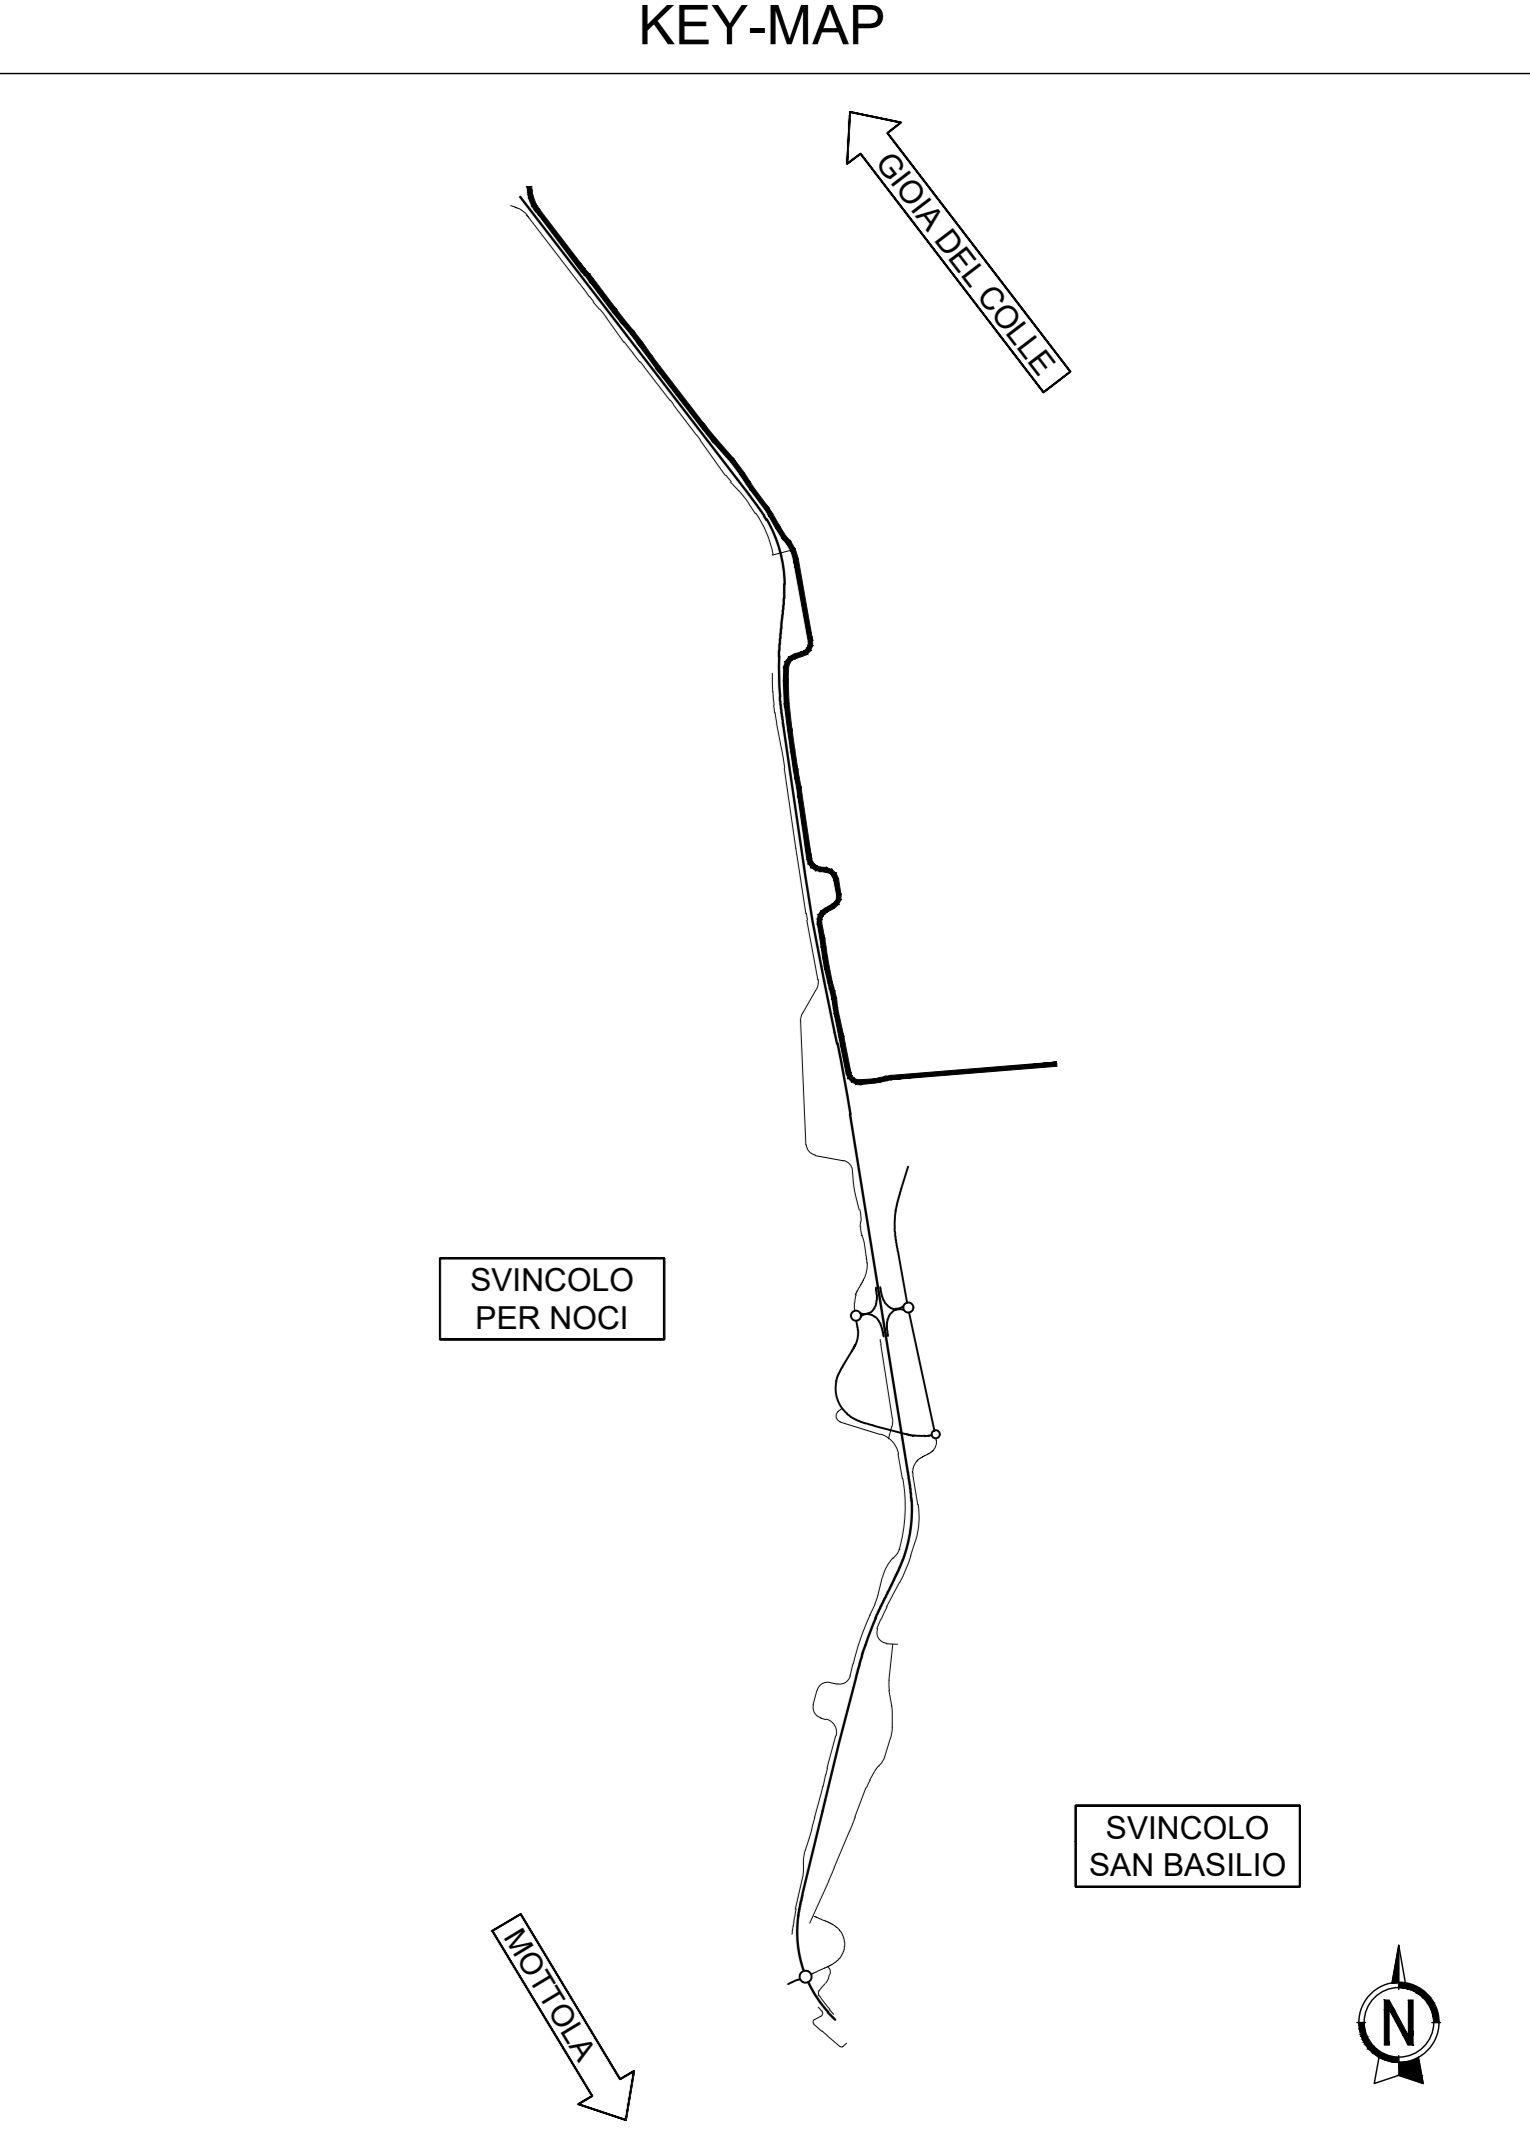 KEY-MAP
GIOIA DEL COLLE
SVINCOLO
PER NOCI
SVINCOLO
SAN BASILIO
MOTTOLA
N